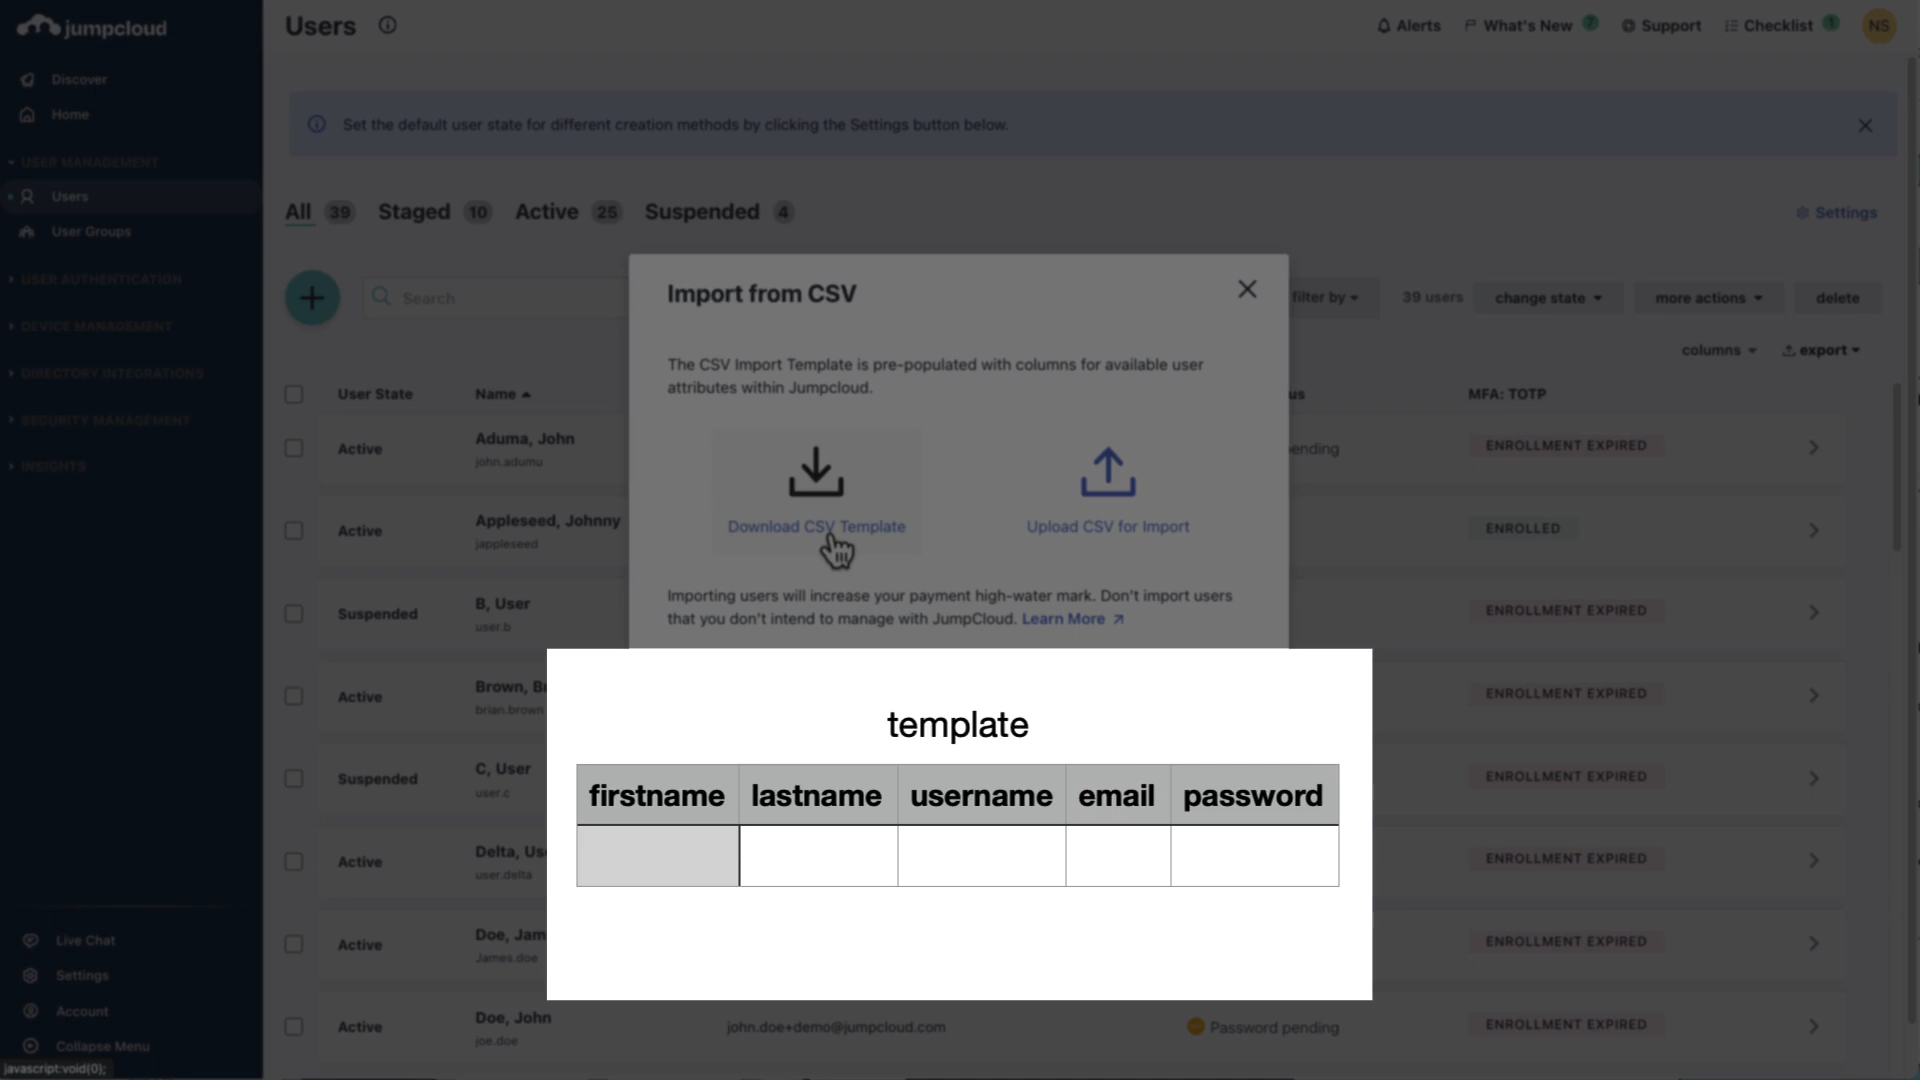 jumpcloud
Users
Alerts
What's New 7
Support
Checklist 1
NS
Discover
Home
USER MANAGEMENT
Users
User Groups
USER AUTHENTICATION
DEVICE MANAGEMENT
DIRECTORY INTEGRATIONS
SECURITY MANAGEMENT
INSIGHTS
Live Chat
Settings
Account
Collapse Menu
javascript:void(0);
Set the default user state for different creation methods by clicking the Settings button below.
All 39 Staged 10 Active 25 Suspended 4
Settings
Search
filter by
39 users
change state
more actions
delete
columns
export
User State
Name
us
MFA: TOTP
Active
Aduma, John
john.adumu
ending
ENROLLMENT EXPIRED
Active
Appleseed, Johnny
jappleseed
ENROLLED
Suspended
B, User
user.b
ENROLLMENT EXPIRED
Active
Brown, B
brian.brown
ENROLLMENT EXPIRED
Suspended
C, User
user.c
ENROLLMENT EXPIRED
Active
Delta, Us
user.delta
ENROLLMENT EXPIRED
Active
Doe, Jam
James.doe
ENROLLMENT EXPIRED
Active
Doe, John
joe.doe
john.doe+demo@jumpcloud.com
Password pending
ENROLLMENT EXPIRED
Import from CSV
The CSV Import Template is pre-populated with columns for available user
attributes within Jumpcloud.
Download CSV Template
Upload CSV for Import
Importing users will increase your payment high-water mark. Don't import users
that you don't intend to manage with JumpCloud. Learn More
template
firstname lastname username email password